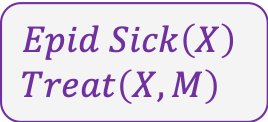 Epid Sick(X)
Treat(X, M)